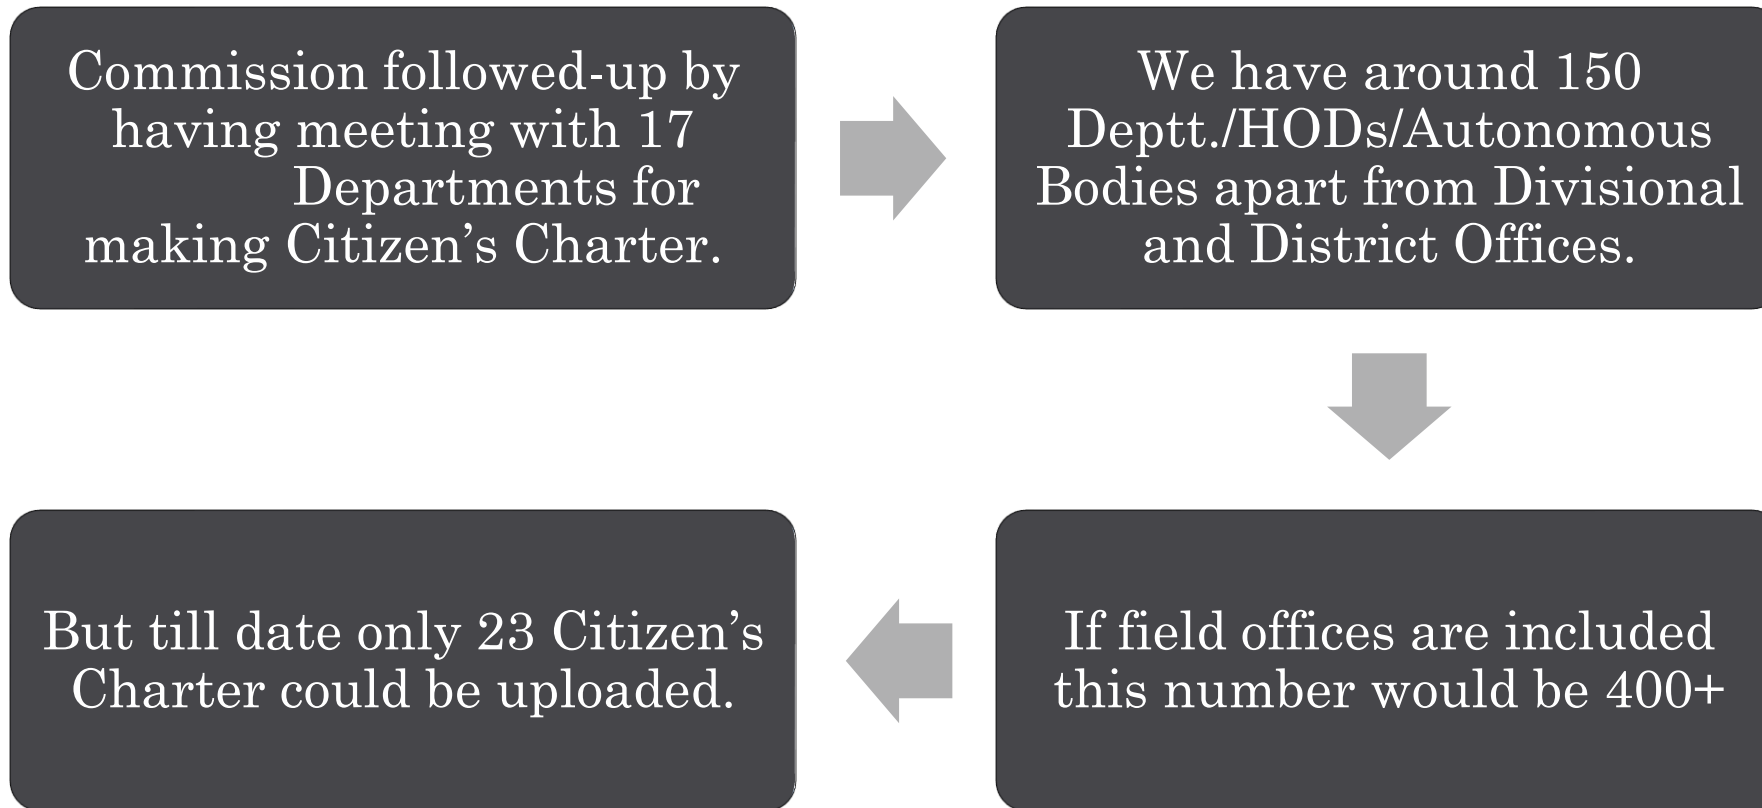 Commission followed-up by
having meeting with 17
Departments for
making Citizen’s Charter.
We have around 150
Deptt./HODs/Autonomous
Bodies apart from Divisional
and District Offices.
If field offices are included
this number would be 400+
But till date only 23 Citizen’s
Charter could be uploaded.